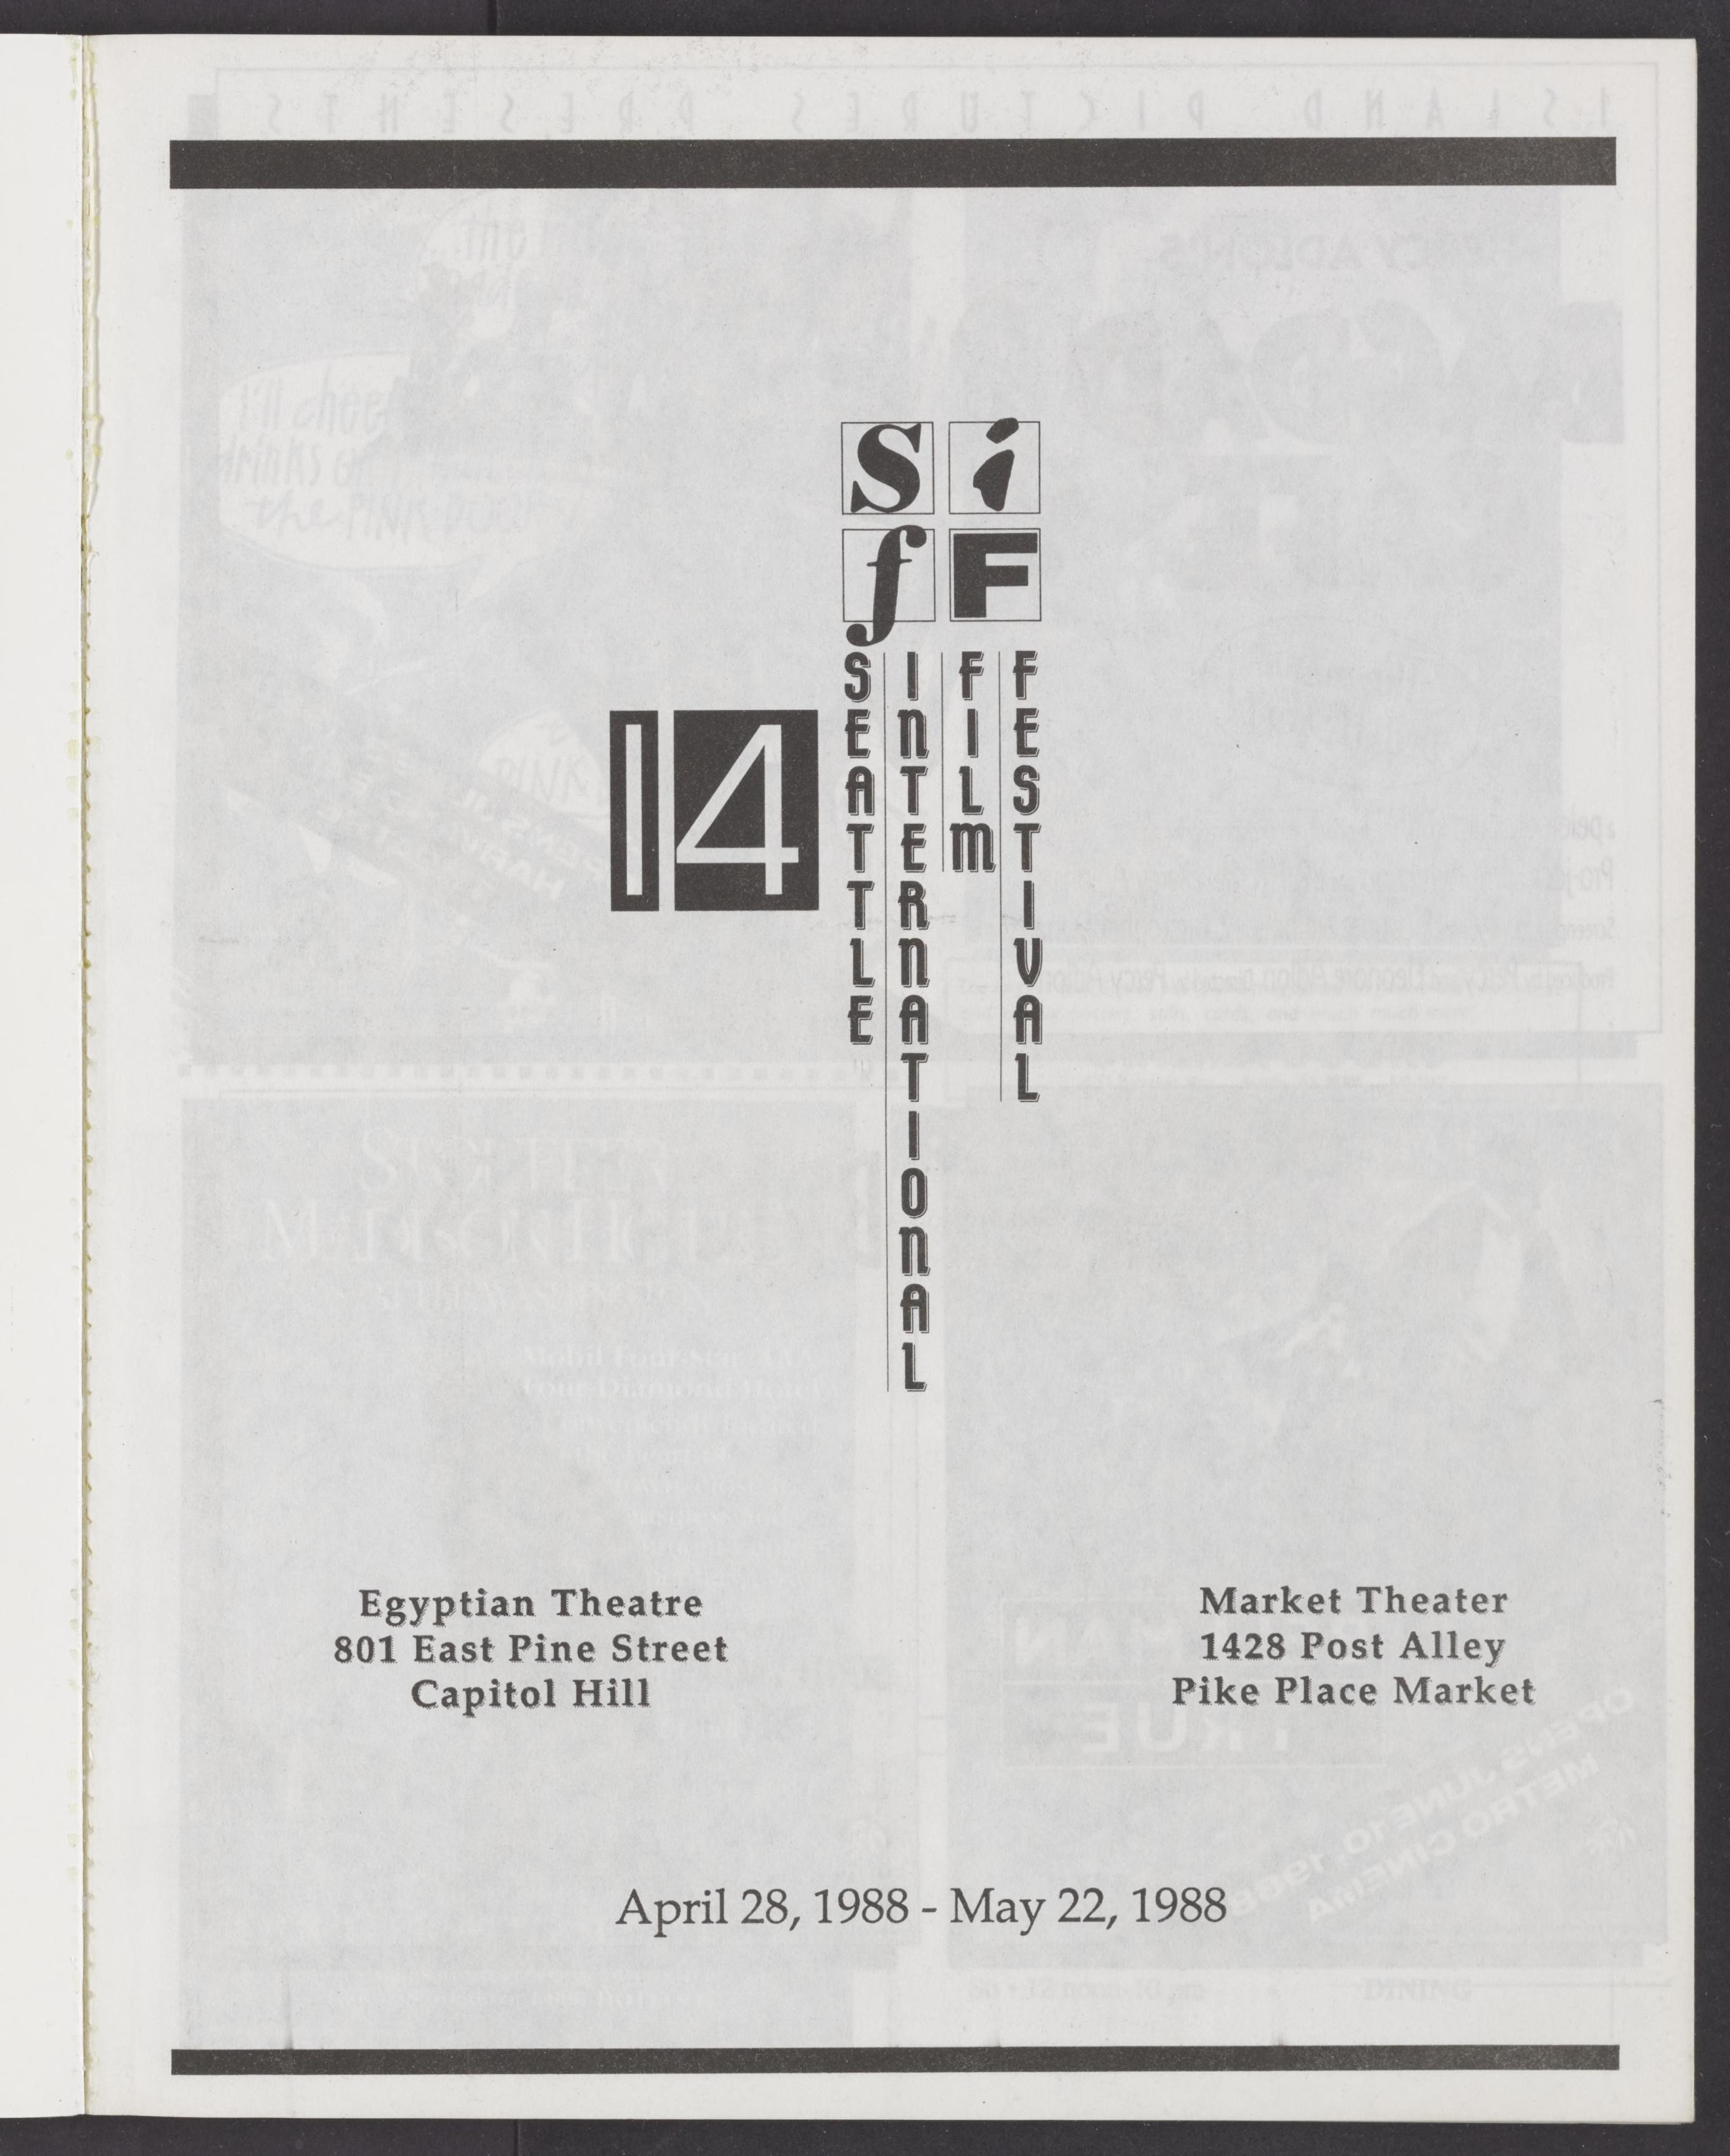 S i
f F
14
SEATTLE
INTERNATIONAL
FILM
FESTIVAL
Egyptian Theatre
801 East Pine Street
Capitol Hill
Market Theater
1428 Post Alley
Pike Place Market
April 28, 1988 - May 22, 1988